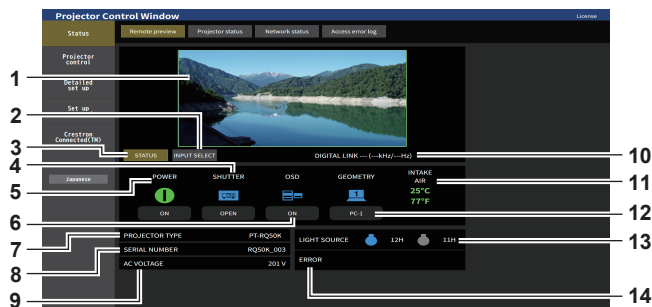 Projector Control Window
License
Status
Remote preview
Projector status
Network status
Access error log
Projector
control
Detailed
set up
Set up
Crestron
Connected(TM)
Japanese
STATUS
INPUT SELECT
DIGITAL LINK --- (---kHz/---Hz)
POWER
SHUTTER
OSD
GEOMETRY
INTAKE
AIR
25°C
77°F
ON
OPEN
ON
PC-1
PROJECTOR TYPE PT-RQ50K
SERIAL NUMBER RQ50K_003
AC VOLTAGE 201 V
LIGHT SOURCE 12H 11H
ERROR
1
2
3
4
5
6
7
8
9
10
11
12
13
14